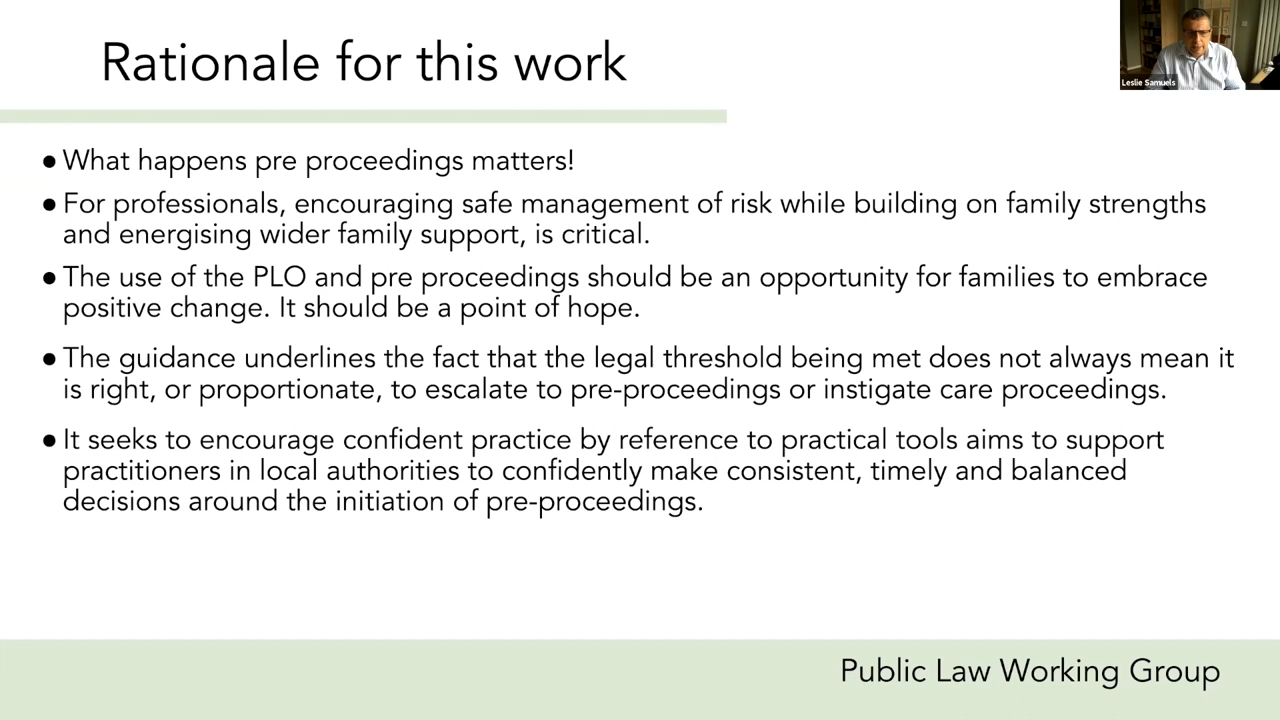 Rationale for this work
Leslie Samuels
● What happens pre proceedings matters!
● For professionals, encouraging safe management of risk while building on family strengths
and energising wider family support, is critical.
● The use of the PLO and pre proceedings should be an opportunity for families to embrace
positive change. It should be a point of hope.
● The guidance underlines the fact that the legal threshold being met does not always mean it
is right, or proportionate, to escalate to pre-proceedings or instigate care proceedings.
● It seeks to encourage confident practice by reference to practical tools aims to support
practitioners in local authorities to confidently make consistent, timely and balanced
decisions around the initiation of pre-proceedings.
Public Law Working Group